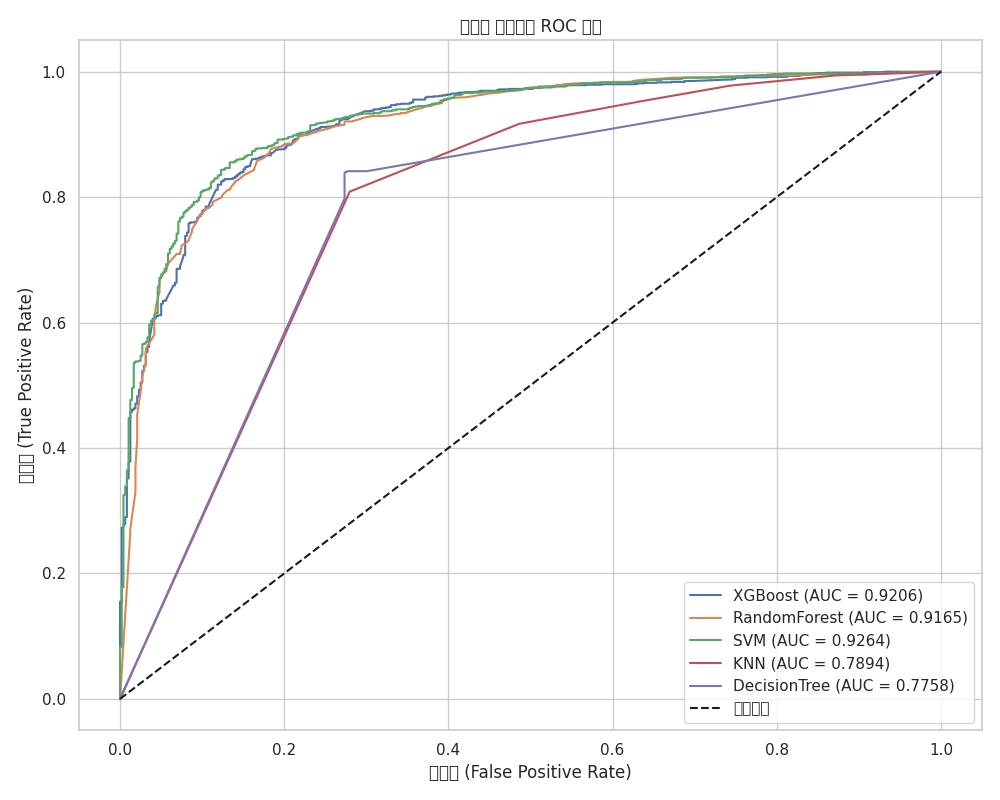 ROC
1.0
0.8
0.6
0.4
0.2
0.0
(True Positive Rate)
XGBoost (AUC = 0.9206)
RandomForest (AUC = 0.9165)
SVM (AUC = 0.9264)
KNN (AUC = 0.7894)
DecisionTree (AUC = 0.7758)
0.0 0.2 0.4 0.6 0.8 1.0
(False Positive Rate)